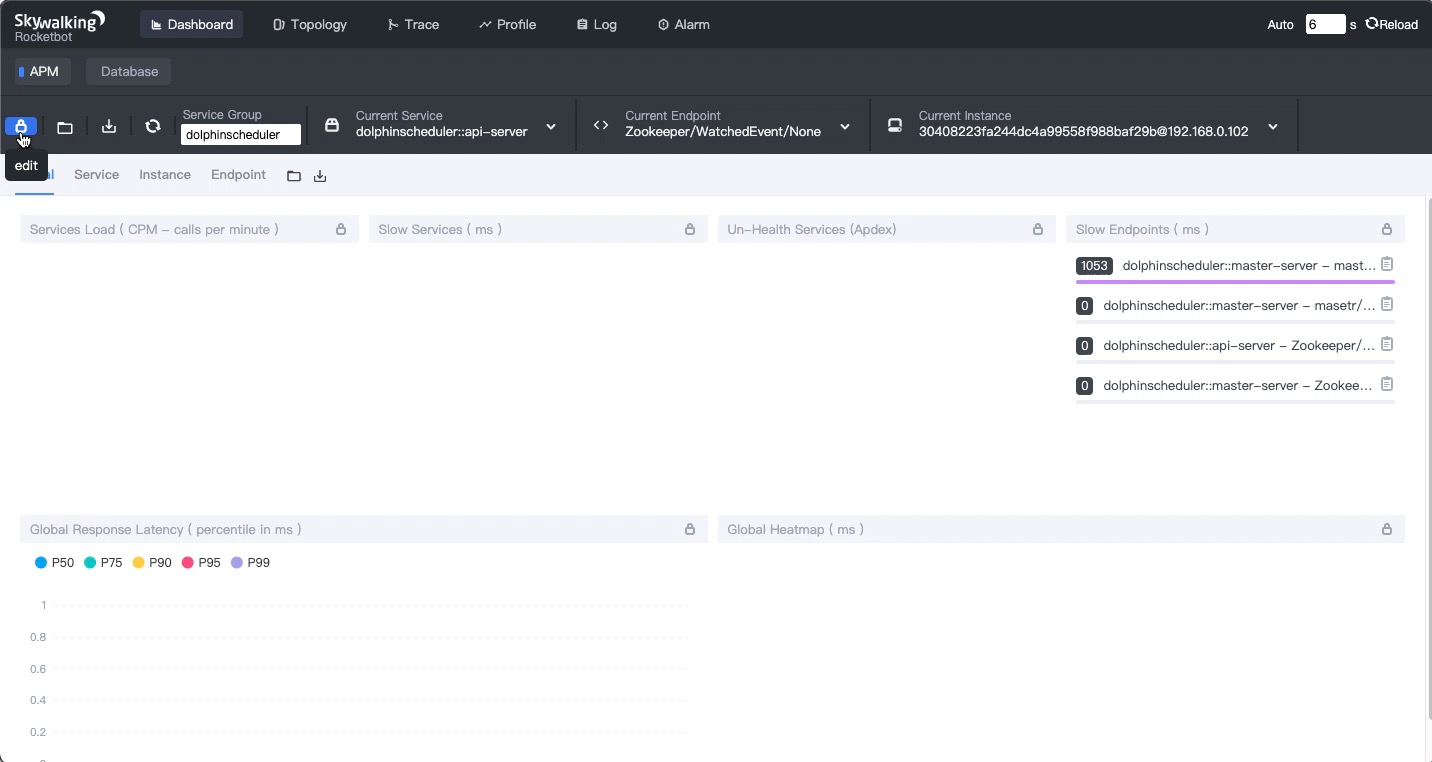 Skywalking
Rocketbot
Dashboard
Topology
Trace
Profile
Log
Alarm
Auto 6 s Reload
APM
Database
Service Group
dolphinscheduler
Current Service
dolphinscheduler::api-server
Current Endpoint
Zookeeper/WatchedEvent/None
Current Instance
30408223fa244dc4a99558f988baf29b@192.168.0.102
edit
Service
Instance
Endpoint
Services Load ( CPM - calls per minute )
Slow Services ( ms )
Un-Health Services (Apdex)
Slow Endpoints ( ms )
1053 dolphinscheduler::master-server - mast...
0 dolphinscheduler::master-server - masetr/...
0 dolphinscheduler::api-server - Zookeeper/...
0 dolphinscheduler::master-server - Zookee...
Global Response Latency ( percentile in ms )
Global Heatmap ( ms )
P50 P75 P90 P95 P99
1
0.8
0.6
0.4
0.2